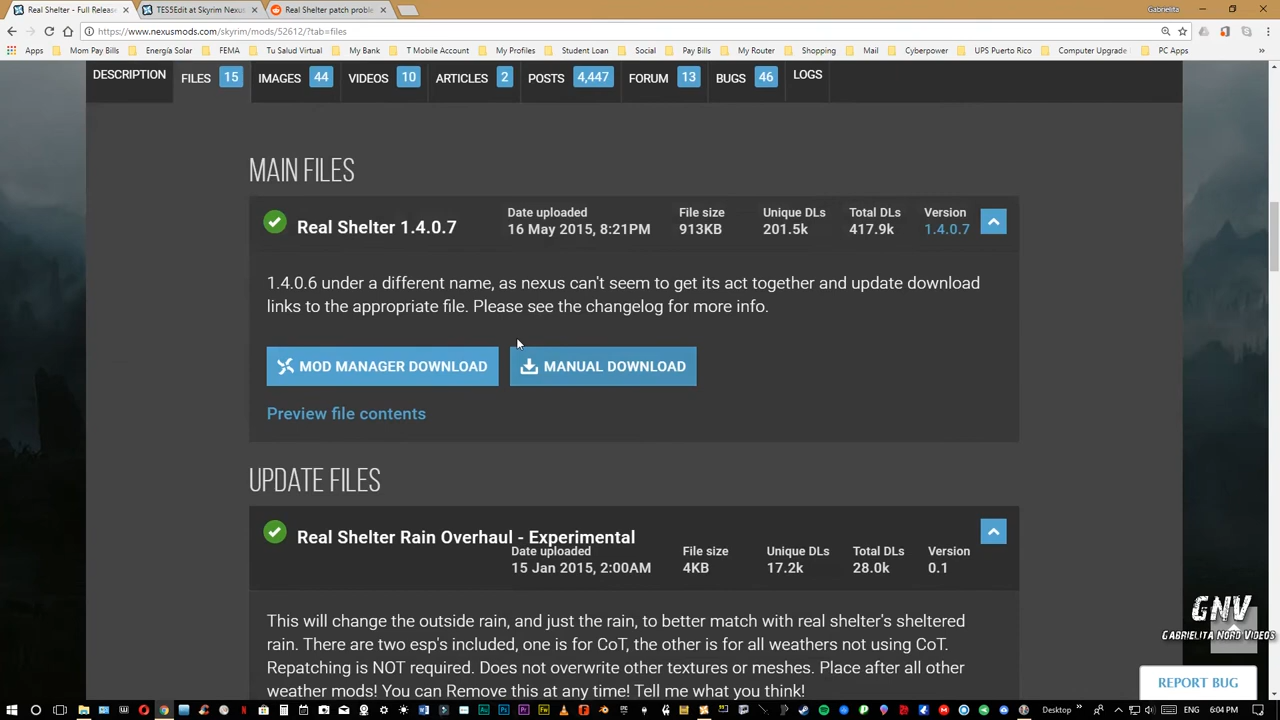 Real Shelter - Full Releas
TES5Edit at Skyrim Nexus
Real Shelter patch proble
Gabrielita
https://www.nexusmods.com/skyrim/mods/52612/?tab=files
Apps Mom Pay Bills Energía Solar FEMA Tu Salud Virtual My Bank T Mobile Account My Profiles Student Loan Social Pay Bills My Router Shopping Mail Cyberpower UPS Puerto Rico Computer Upgrade PC Apps
DESCRIPTION FILES 15 IMAGES 44 VIDEOS 10 ARTICLES 2 POSTS 4,447 FORUM 13 BUGS 46 LOGS
MAIN FILES
Real Shelter 1.4.0.7
Date uploaded File size Unique DLs Total DLs Version
16 May 2015, 8:21PM 913KB 201.5k 417.9k 1.4.0.7
1.4.0.6 under a different name, as nexus can't seem to get its act together and update download
links to the appropriate file. Please see the changelog for more info.
MOD MANAGER DOWNLOAD MANUAL DOWNLOAD
Preview file contents
UPDATE FILES
Real Shelter Rain Overhaul - Experimental
Date uploaded File size Unique DLs Total DLs Version
15 Jan 2015, 2:00AM 4KB 17.2k 28.0k 0.1
This will change the outside rain, and just the rain, to better match with real shelter's sheltered
rain. There are two esp's included, one is for CoT, the other is for all weathers not using CoT.
Repatching is NOT required. Does not overwrite other textures or meshes. Place after all other
weather mods! You can Remove this at any time! Tell me what you think!
GNV
GABRIELITA NORD VIDEOS
REPORT BUG
Desktop ENG 6:04 PM